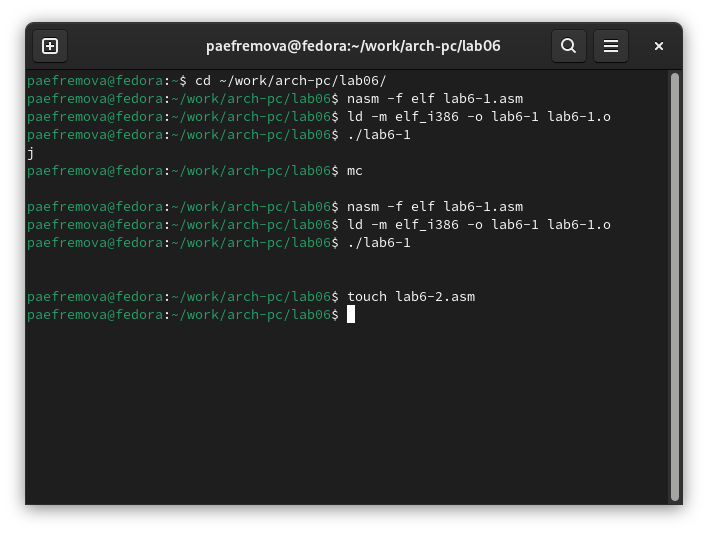 paefremova@fedora:~/work/arch-pc/lab06
paefremova@fedora:~$ cd ~/work/arch-pc/lab06/
paefremova@fedora:~/work/arch-pc/lab06$ nasm -f elf lab6-1.asm
paefremova@fedora:~/work/arch-pc/lab06$ ld -m elf_i386 -o lab6-1 lab6-1.o
paefremova@fedora:~/work/arch-pc/lab06$ ./lab6-1
j
paefremova@fedora:~/work/arch-pc/lab06$ mc
paefremova@fedora:~/work/arch-pc/lab06$ nasm -f elf lab6-1.asm
paefremova@fedora:~/work/arch-pc/lab06$ ld -m elf_i386 -o lab6-1 lab6-1.o
paefremova@fedora:~/work/arch-pc/lab06$ ./lab6-1
paefremova@fedora:~/work/arch-pc/lab06$ touch lab6-2.asm
paefremova@fedora:~/work/arch-pc/lab06$